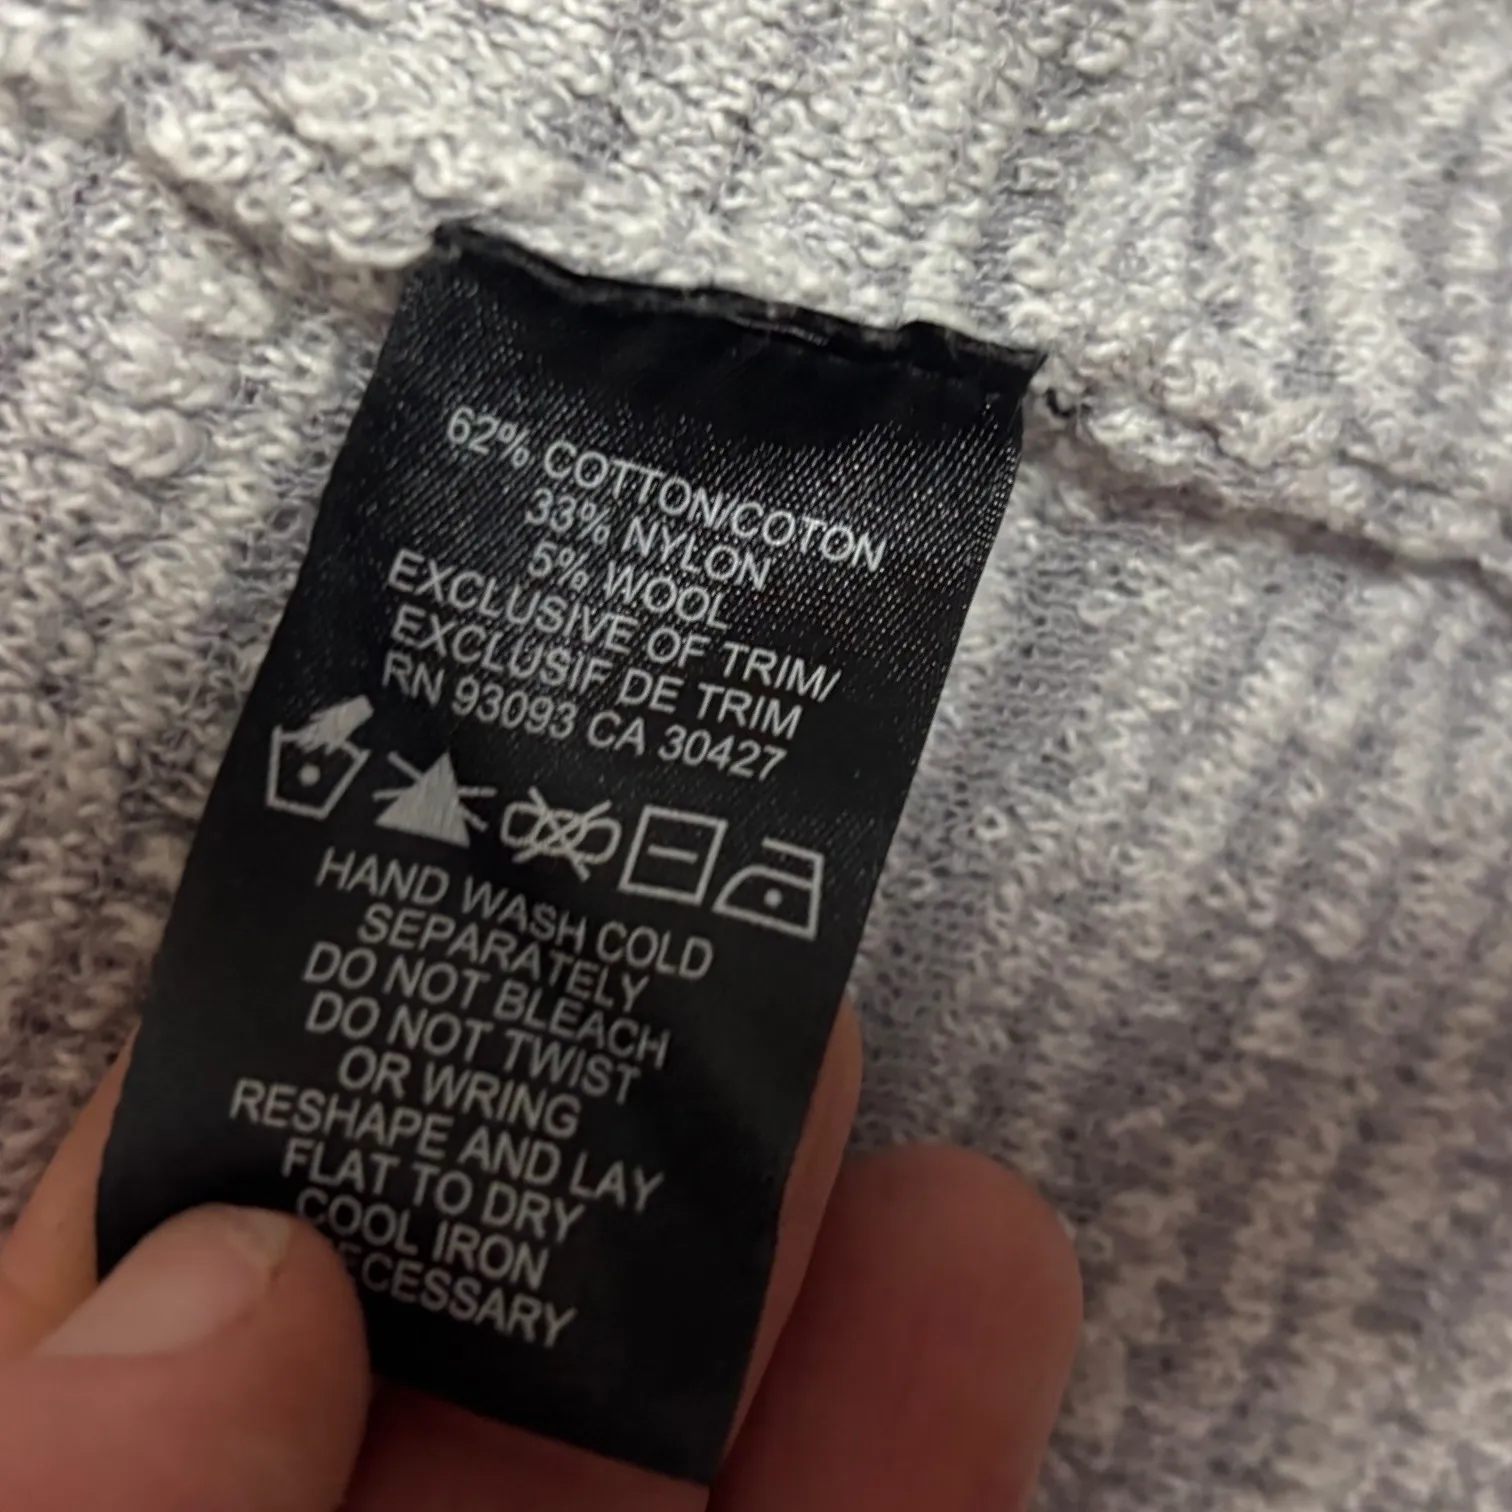 62% COTTON/COTON
33% NYLON
5% WOOL
EXCLUSIVE OF TRIM/
EXCLUSIF DE TRIM
RN 93093 CA 30427
HAND WASH COLD
SEPARATELY
DO NOT BLEACH
DO NOT TWIST
OR WRING
RESHAPE AND LAY
FLAT TO DRY
COOL IRON
ECESSARY